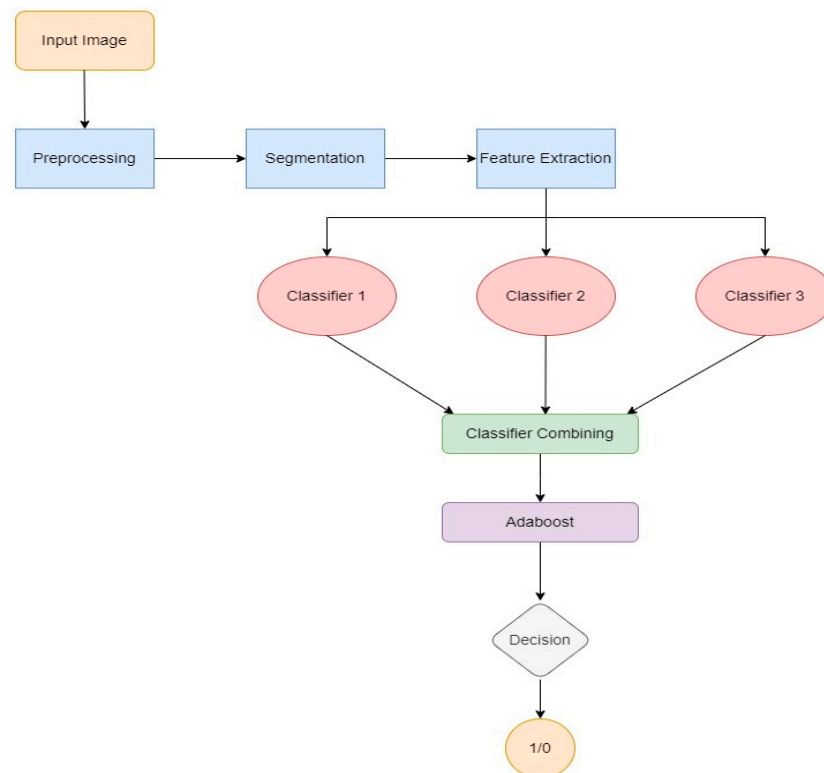 Input Image
Preprocessing
Segmentation
Feature Extraction
Classifier 1
Classifier 2
Classifier 3
Classifier Combining
Adaboost
Decision
1/0